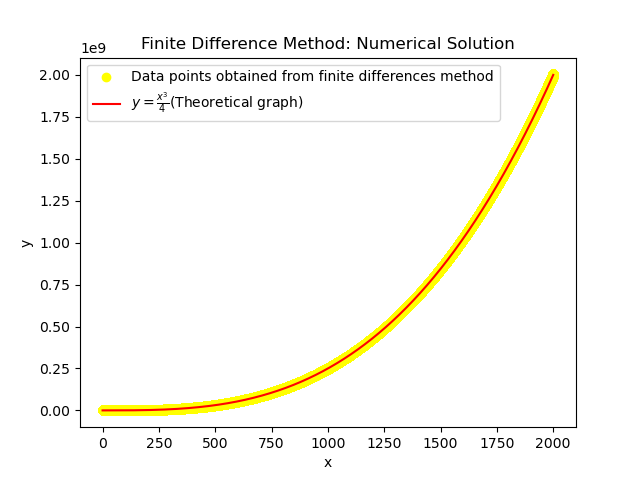 Finite Difference Method: Numerical Solution
1e9
Data points obtained from finite differences method
y = x³/4 (Theoretical graph)
2.00
1.75
1.50
1.25
1.00
0.75
0.50
0.25
0.00
y
0 250 500 750 1000 1250 1500 1750 2000
x